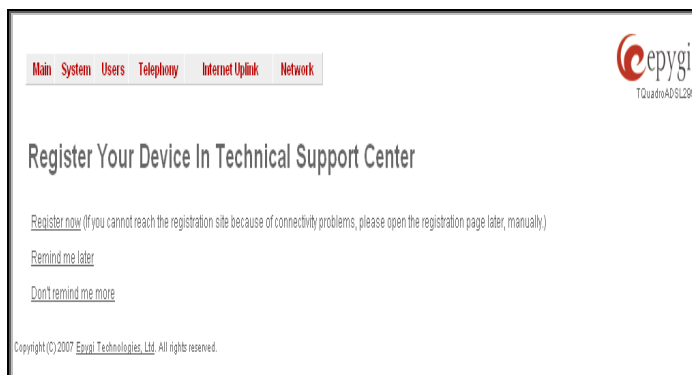 Main System Users Telephony Internet Uplink Network
epygi
Register Your Device In Technical Support Center
Register now (If you cannot reach the registration site because of connectivity problems, please open the registration page later, manually.)
Remind me later
Don't remind me more
Copyright (C) 2007 Epygi Technologies, Ltd. All rights reserved.